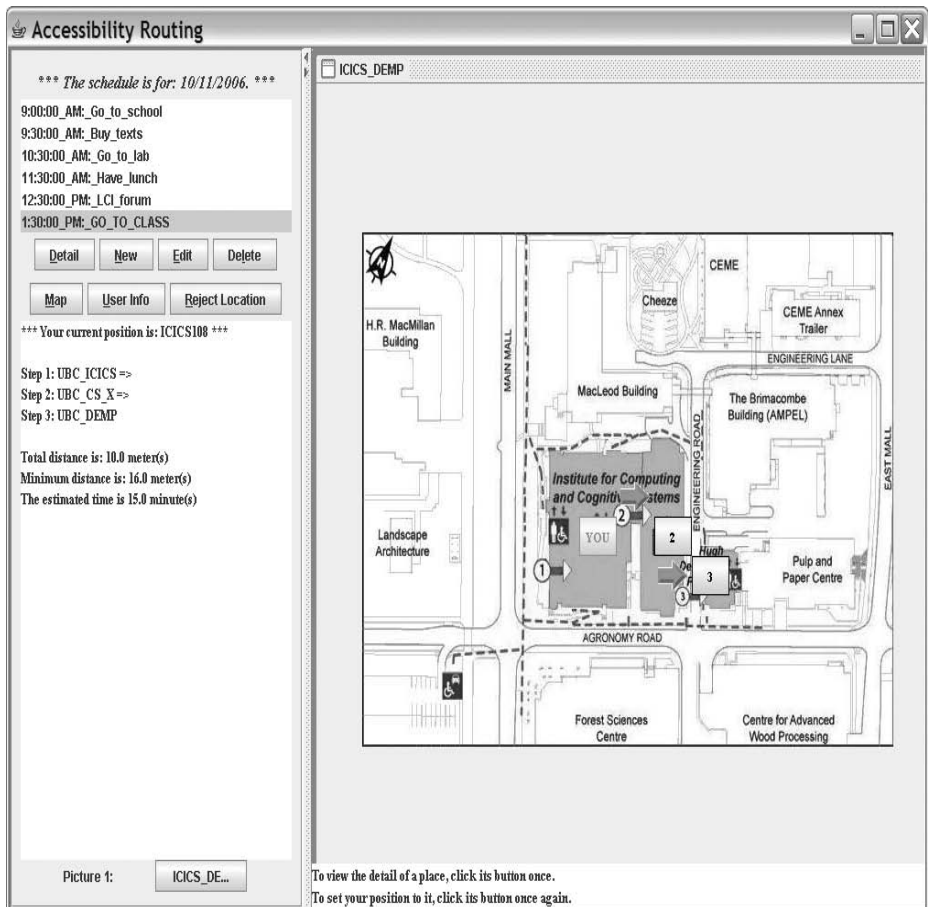 Accessibility Routing
*** The schedule is for: 10/11/2006. ***
9:00:00_AM:_Go_to_school
9:30:00_AM:_Buy_texts
10:30:00_AM:_Go_to_lab
11:30:00_AM:_Have_lunch
12:30:00_PM:_LCI_forum
1:30:00_PM:_GO_TO_CLASS
Detail New Edit Delete
Map User Info Reject Location
*** Your current position is: ICICS108 ***
Step 1: UBC_ICICS =>
Step 2: UBC_CS_X =>
Step 3: UBC_DEMP
Total distance is: 10.0 meter(s)
Minimum distance is: 16.0 meter(s)
The estimated time is 15.0 minute(s)
Picture 1: ICICS_DE...
ICICS_DEMP
CEME
Cheeze
CEME Annex
Trailer
H.R. MacMillan
Building
MAIN MALL
ENGINEERING LANE
MacLeod Building
The Brimacombe
Building (AMPEL)
ENGINEERING ROAD
EAST MALL
Institute for Computing
and Cognitive Systems
2
YOU
2
Landscape
Architecture
Hugh
3
Pulp and
Paper Centre
1
3
AGRONOMY ROAD
Forest Sciences
Centre
Centre for Advanced
Wood Processing
To view the detail of a place, click its button once.
To set your position to it, click its button once again.